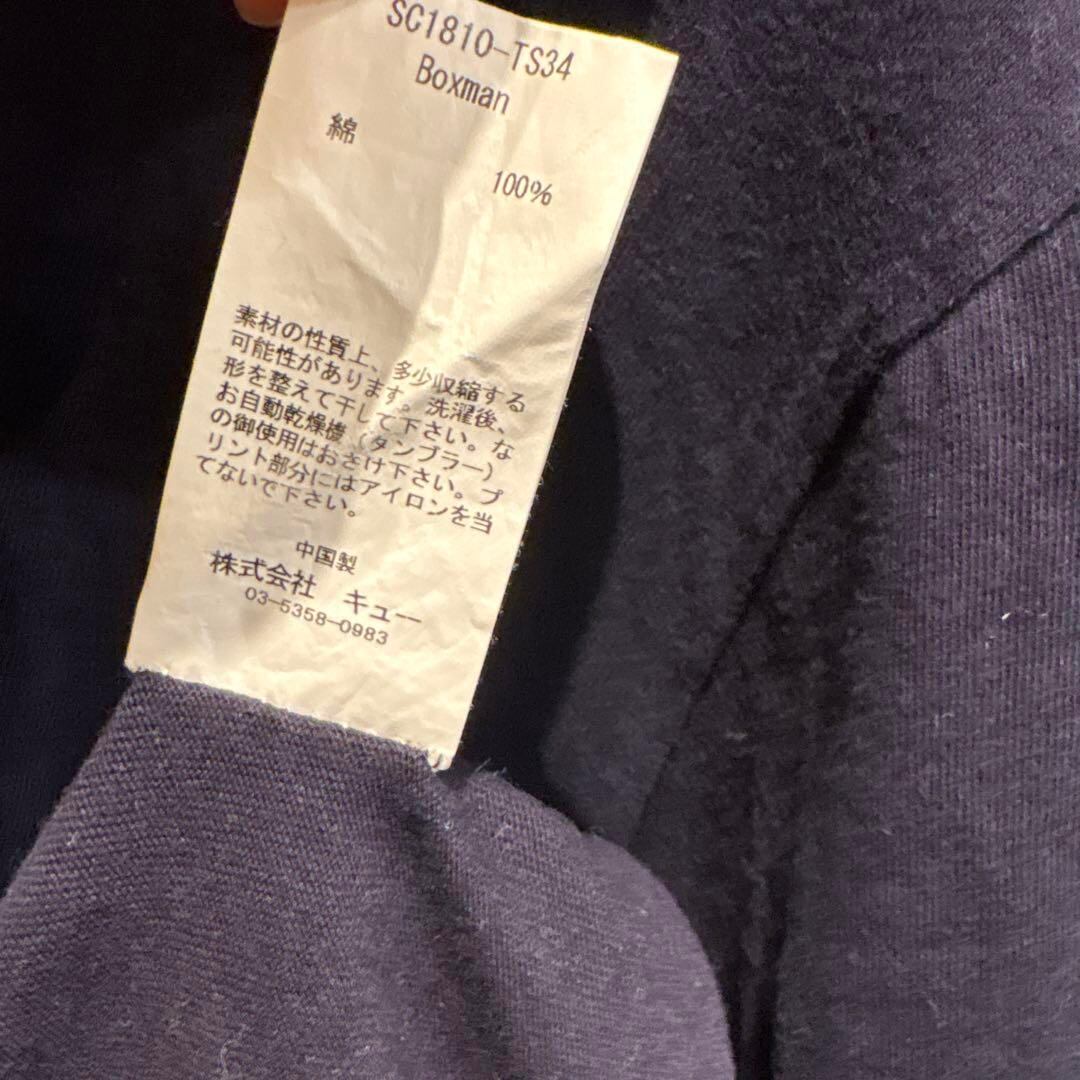 SC1810-TS34
Boxman
綿
100%
素材の性質上、多少収縮する
可能性があります。洗濯後、
形を整えて干して下さい。な
お自動乾燥機(タンブラー)
の御使用はおさけ下さい。プ
リント部分にはアイロンを当
てないで下さい。
中国製
株式会社 キュー
03-5358-0983